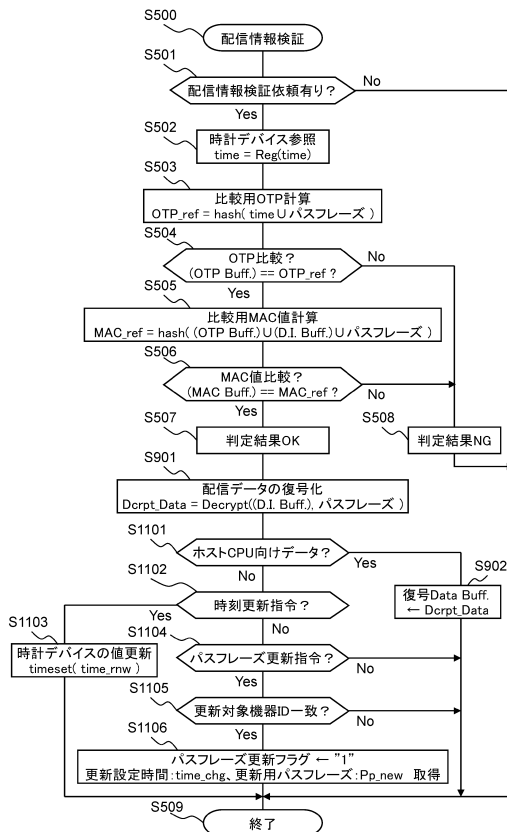 S500
配信情報検証
S501
配信情報検証依頼有り?
No
Yes
S502
時計デバイス参照
time = Reg(time)
S503
比較用OTP計算
OTP_ref = hash( time∪パスフレーズ )
S504
OTP比較?
(OTP Buff.) == OTP_ref ?
No
Yes
S505
比較用MAC値計算
MAC_ref = hash( (OTP Buff.)∪(D.I. Buff.)∪パスフレーズ )
S506
MAC値比較?
(MAC Buff.) == MAC_ref ?
No
Yes
S507
判定結果OK
S508
判定結果NG
S901
配信データの復号化
Dcrpt_Data = Decrypt((D.I. Buff.), パスフレーズ )
S1101
ホストCPU向けデータ?
Yes
No
S902
復号Data Buff.
← Dcrpt_Data
S1102
時刻更新指令?
Yes
No
S1103
時計デバイスの値更新
timeset( time_rnw )
S1104
パスフレーズ更新指令?
No
Yes
S1105
更新対象機器ID一致?
No
Yes
S1106
パスフレーズ更新フラグ ← ”1”
更新設定時間:time_chg、更新用パスフレーズ:Pp_new 取得
S509
終了